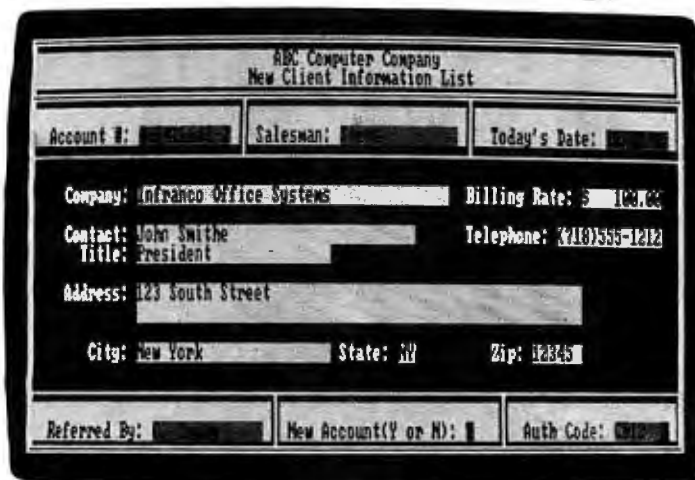 ABC Computer Company
New Client Information List
Account #: Salesman: Today's Date:
Company: Infranco Office Systems Billing Rate: $ 100.00
Contact: John Smithe Telephone: (718)555-1212
Title: President
Address: 123 South Street
City: New York State: NY Zip: 12345
Referred By: New Account(Y or N): Auth Code: